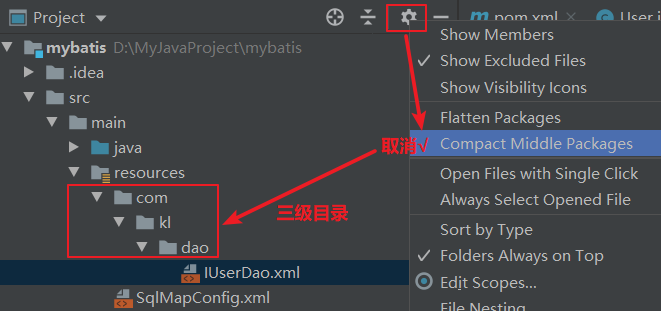 Project
pom.xml
User.j
mybatis D:\MyJavaProject\mybatis
.idea
src
main
java
resources
com
kl
dao
IUserDao.xml
SqlMapConfig.xml
取消√
三级目录
Show Members
Show Excluded Files
Show Visibility Icons
Flatten Packages
Compact Middle Packages
Open Files with Single Click
Always Select Opened File
Sort by Type
Folders Always on Top
Edit Scopes...
File Nesting